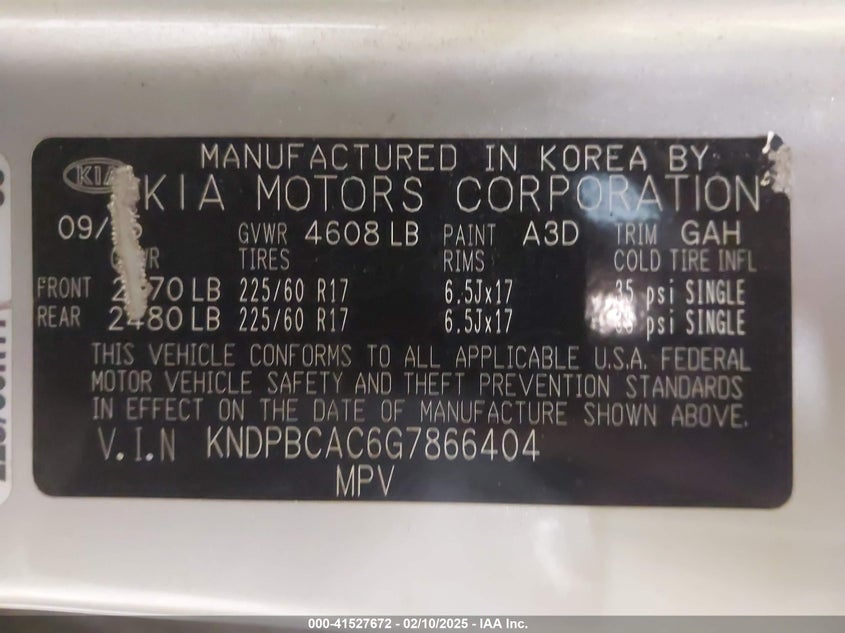 MANUFACTURED IN KOREA BY
KIA KIA MOTORS CORPORATION
GVWR 4608 LB PAINT A3D TRIM GAH
TIRES RIMS COLD TIRE INFL
FRONT LB 225/60 R17 6.5Jx17 35 psi SINGLE
REAR 2480 LB 225/60 R17 6.5Jx17 psi SINGLE
THIS VEHICLE CONFORMS TO ALL APPLICABLE U.S.A. FEDERAL
MOTOR VEHICLE SAFETY AND THEFT PREVENTION STANDARDS
IN EFFECT ON THE DATE OF MANUFACTURE SHOWN ABOVE.
V.I.N KNDPBCAC6G7866404
MPV
000-41527672 - 02/10/2025 - IAA Inc.